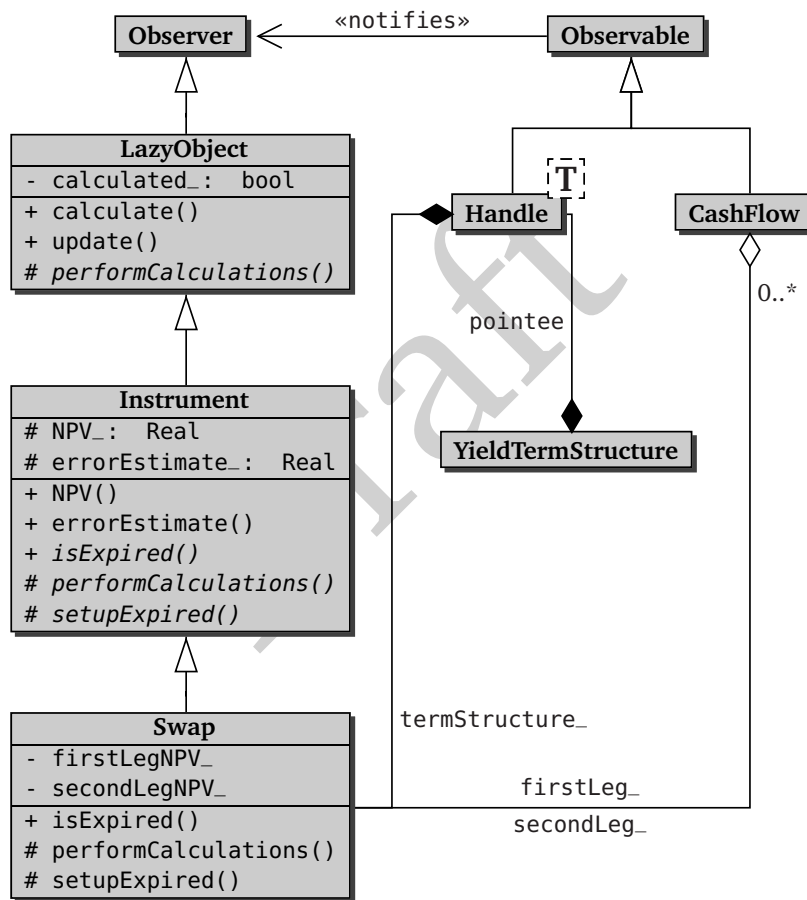 «notifies»
Observer
Observable
LazyObject
- calculated_: bool
+ calculate()
+ update()
# performCalculations()
T
Handle
CashFlow
0..*
pointee
Instrument
# NPV_: Real
# errorEstimate_: Real
+ NPV()
+ errorEstimate()
+ isExpired()
# performCalculations()
# setupExpired()
YieldTermStructure
Draft
Swap
- firstLegNPV_
- secondLegNPV_
+ isExpired()
# performCalculations()
# setupExpired()
termStructure_
firstLeg_
secondLeg_